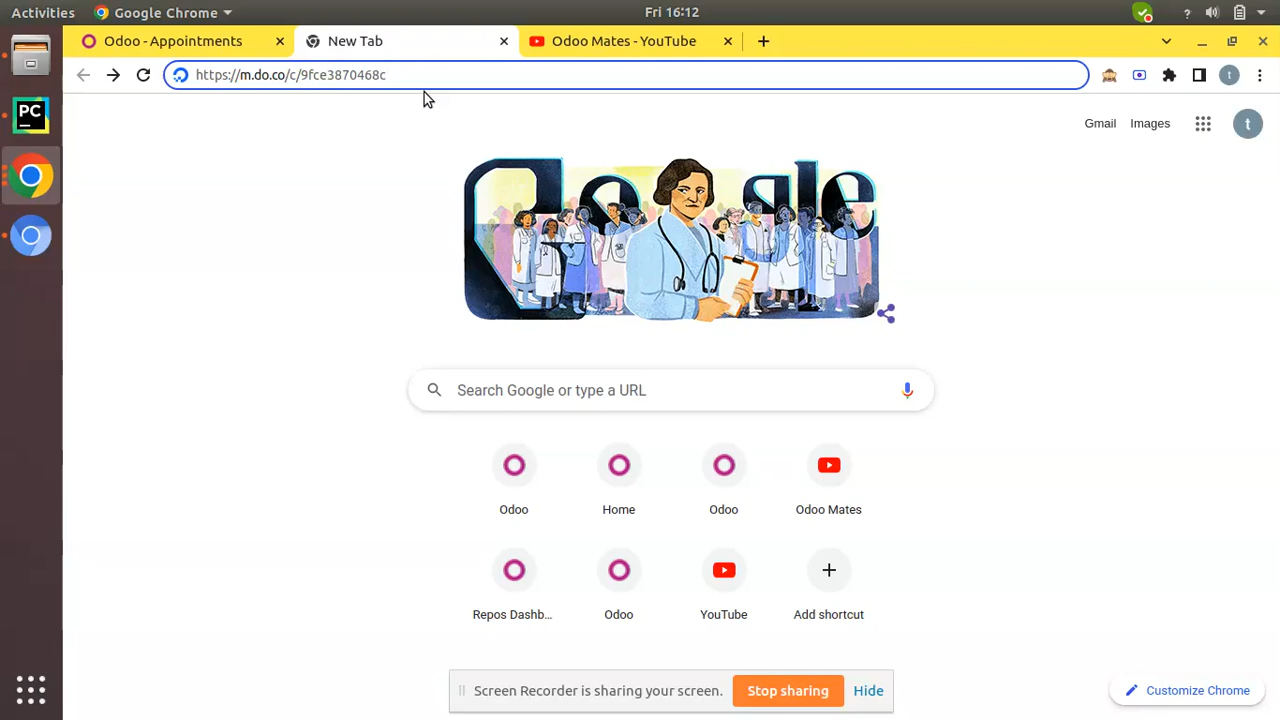 Activities
Google Chrome
Fri 16:12
Odoo - Appointments
New Tab
Odoo Mates - YouTube
https://m.do.co/c/9fce3870468c
t
Gmail
Images
t
PC
Search Google or type a URL
Odoo
Home
Odoo
Odoo Mates
Repos Dashb...
Odoo
YouTube
Add shortcut
Screen Recorder is sharing your screen.
Stop sharing
Hide
Customize Chrome